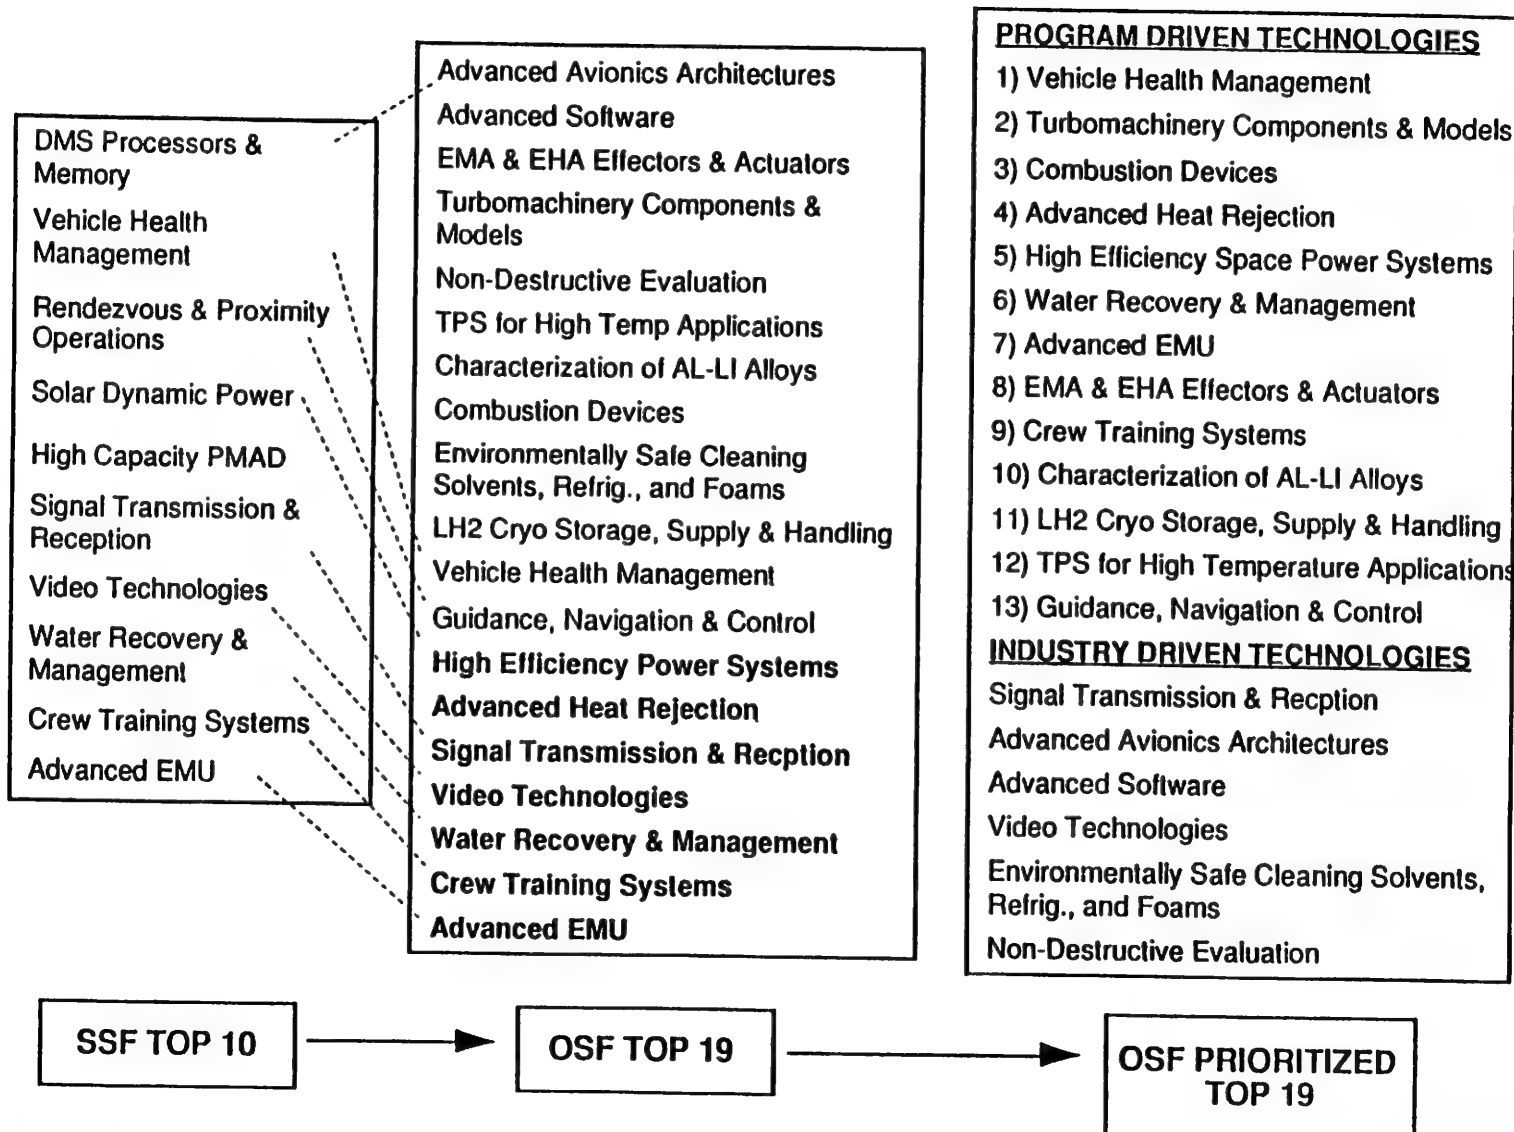 DMS Processors &
Memory
Vehicle Health
Management
Rendezvous & Proximity
Operations
Solar Dynamic Power
High Capacity PMAD
Signal Transmission &
Reception
Video Technologies
Water Recovery &
Management
Crew Training Systems
Advanced EMU
Advanced Avionics Architectures
Advanced Software
EMA & EHA Effectors & Actuators
Turbomachinery Components &
Models
Non-Destructive Evaluation
TPS for High Temp Applications
Characterization of AL-LI Alloys
Combustion Devices
Environmentally Safe Cleaning
Solvents, Refrig., and Foams
LH2 Cryo Storage, Supply & Handling
Vehicle Health Management
Guidance, Navigation & Control
High Efficiency Power Systems
Advanced Heat Rejection
Signal Transmission & Recption
Video Technologies
Water Recovery & Management
Crew Training Systems
Advanced EMU
PROGRAM DRIVEN TECHNOLOGIES
1) Vehicle Health Management
2) Turbomachinery Components & Models
3) Combustion Devices
4) Advanced Heat Rejection
5) High Efficiency Space Power Systems
6) Water Recovery & Management
7) Advanced EMU
8) EMA & EHA Effectors & Actuators
9) Crew Training Systems
10) Characterization of AL-LI Alloys
11) LH2 Cryo Storage, Supply & Handling
12) TPS for High Temperature Applications
13) Guidance, Navigation & Control
INDUSTRY DRIVEN TECHNOLOGIES
Signal Transmission & Recption
Advanced Avionics Architectures
Advanced Software
Video Technologies
Environmentally Safe Cleaning Solvents,
Refrig., and Foams
Non-Destructive Evaluation
SSF TOP 10
OSF TOP 19
OSF PRIORITIZED
TOP 19